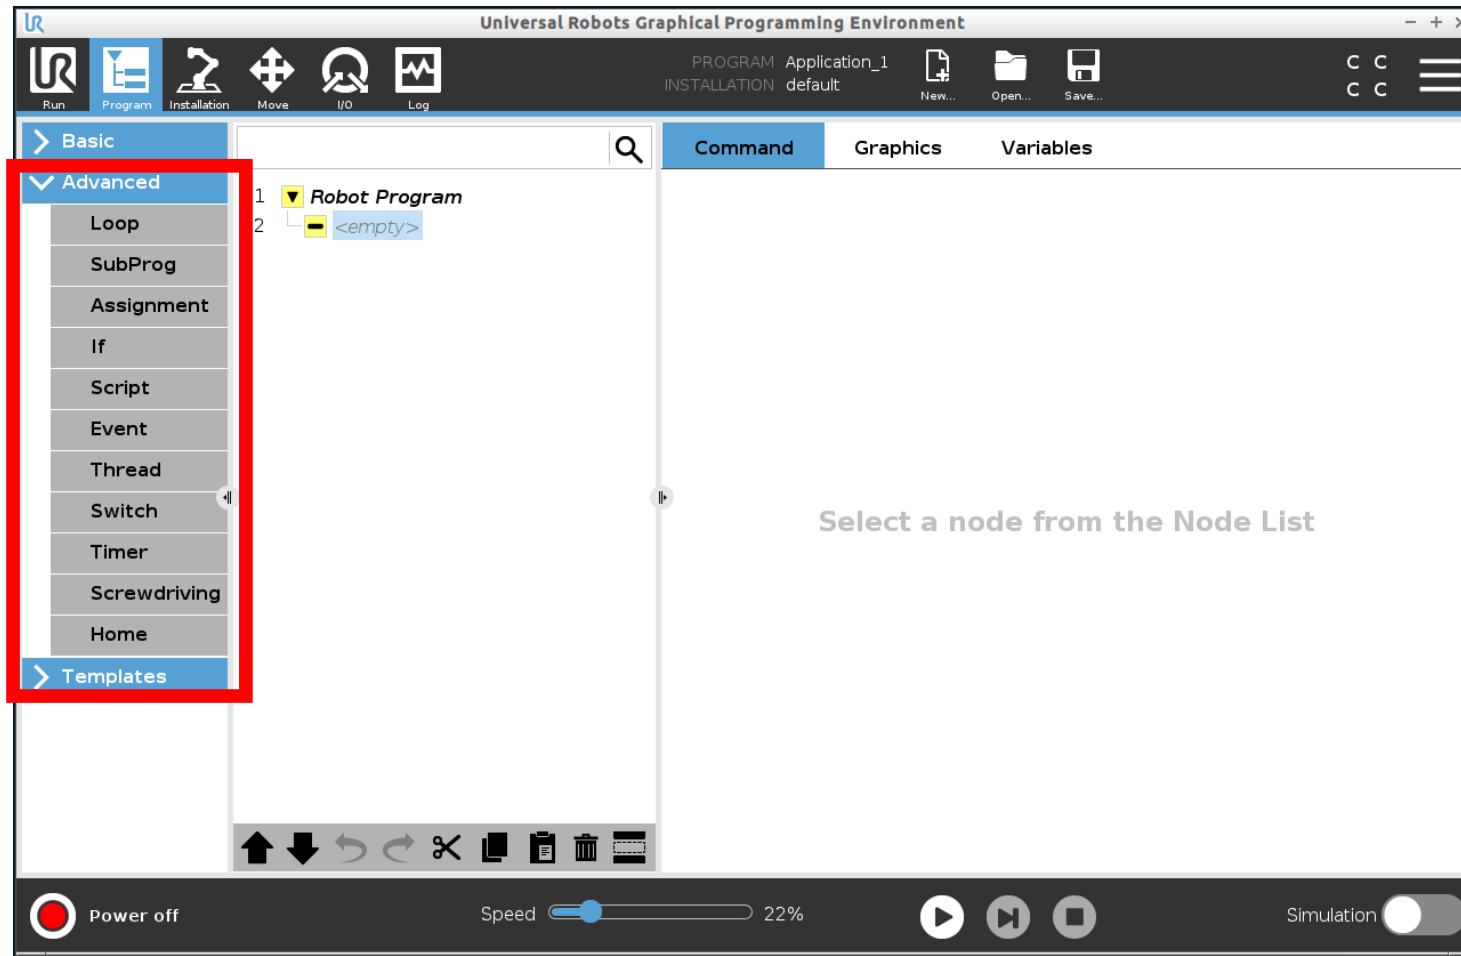 UR
Universal Robots Graphical Programming Environment
UR
PROGRAM Application_1
INSTALLATION default
C C
C C
Run Program Installation Move I/O Log New... Open... Save...
Basic
Advanced
Loop
SubProg
Assignment
If
Script
Event
Thread
Switch
Timer
Screwdriving
Home
Templates
1 Robot Program
2 <empty>
Command Graphics Variables
Select a node from the Node List
Power off Speed 22% Simulation